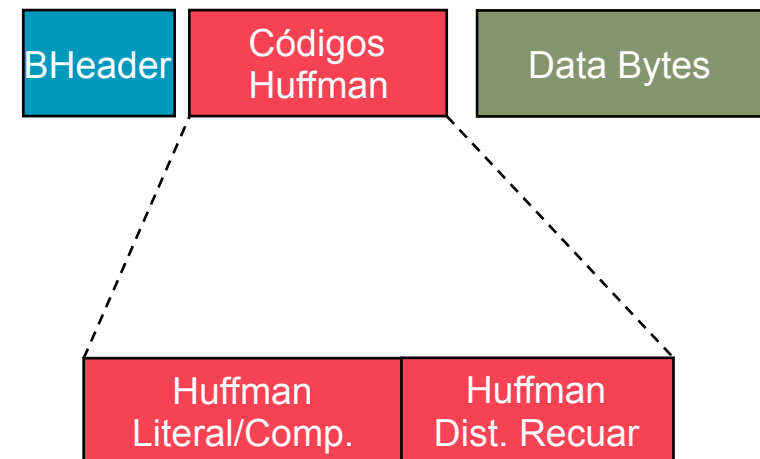 BHeader
Códigos
Huffman
Data Bytes
Huffman
Literal/Comp.
Huffman
Dist. Recuar